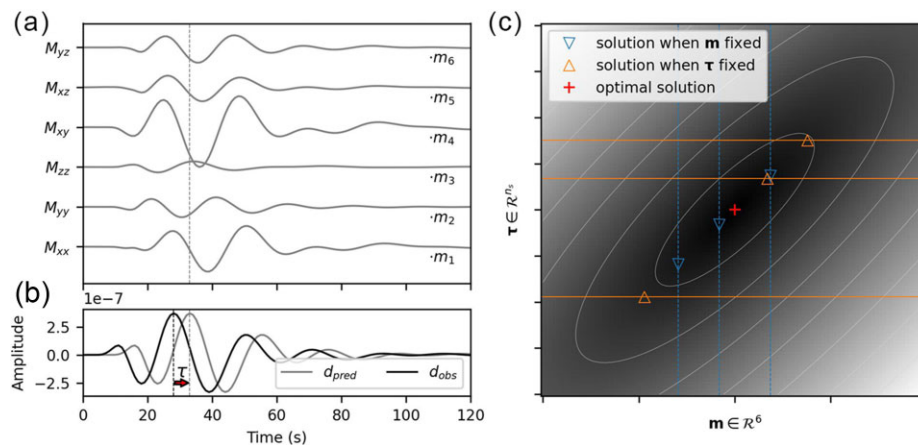 (a)
M_yz
·m_6
M_xz
·m_5
M_xy
·m_4
M_zz
·m_3
M_yy
·m_2
M_xx
·m_1
(b)
1e−7
2.5
0.0
−2.5
Amplitude
τ
d_pred
d_obs
0 20 40 60 80 100 120
Time (s)
(c)
solution when m fixed
solution when τ fixed
optimal solution
τ ∈ ℛ^{n_s}
m ∈ ℛ^6